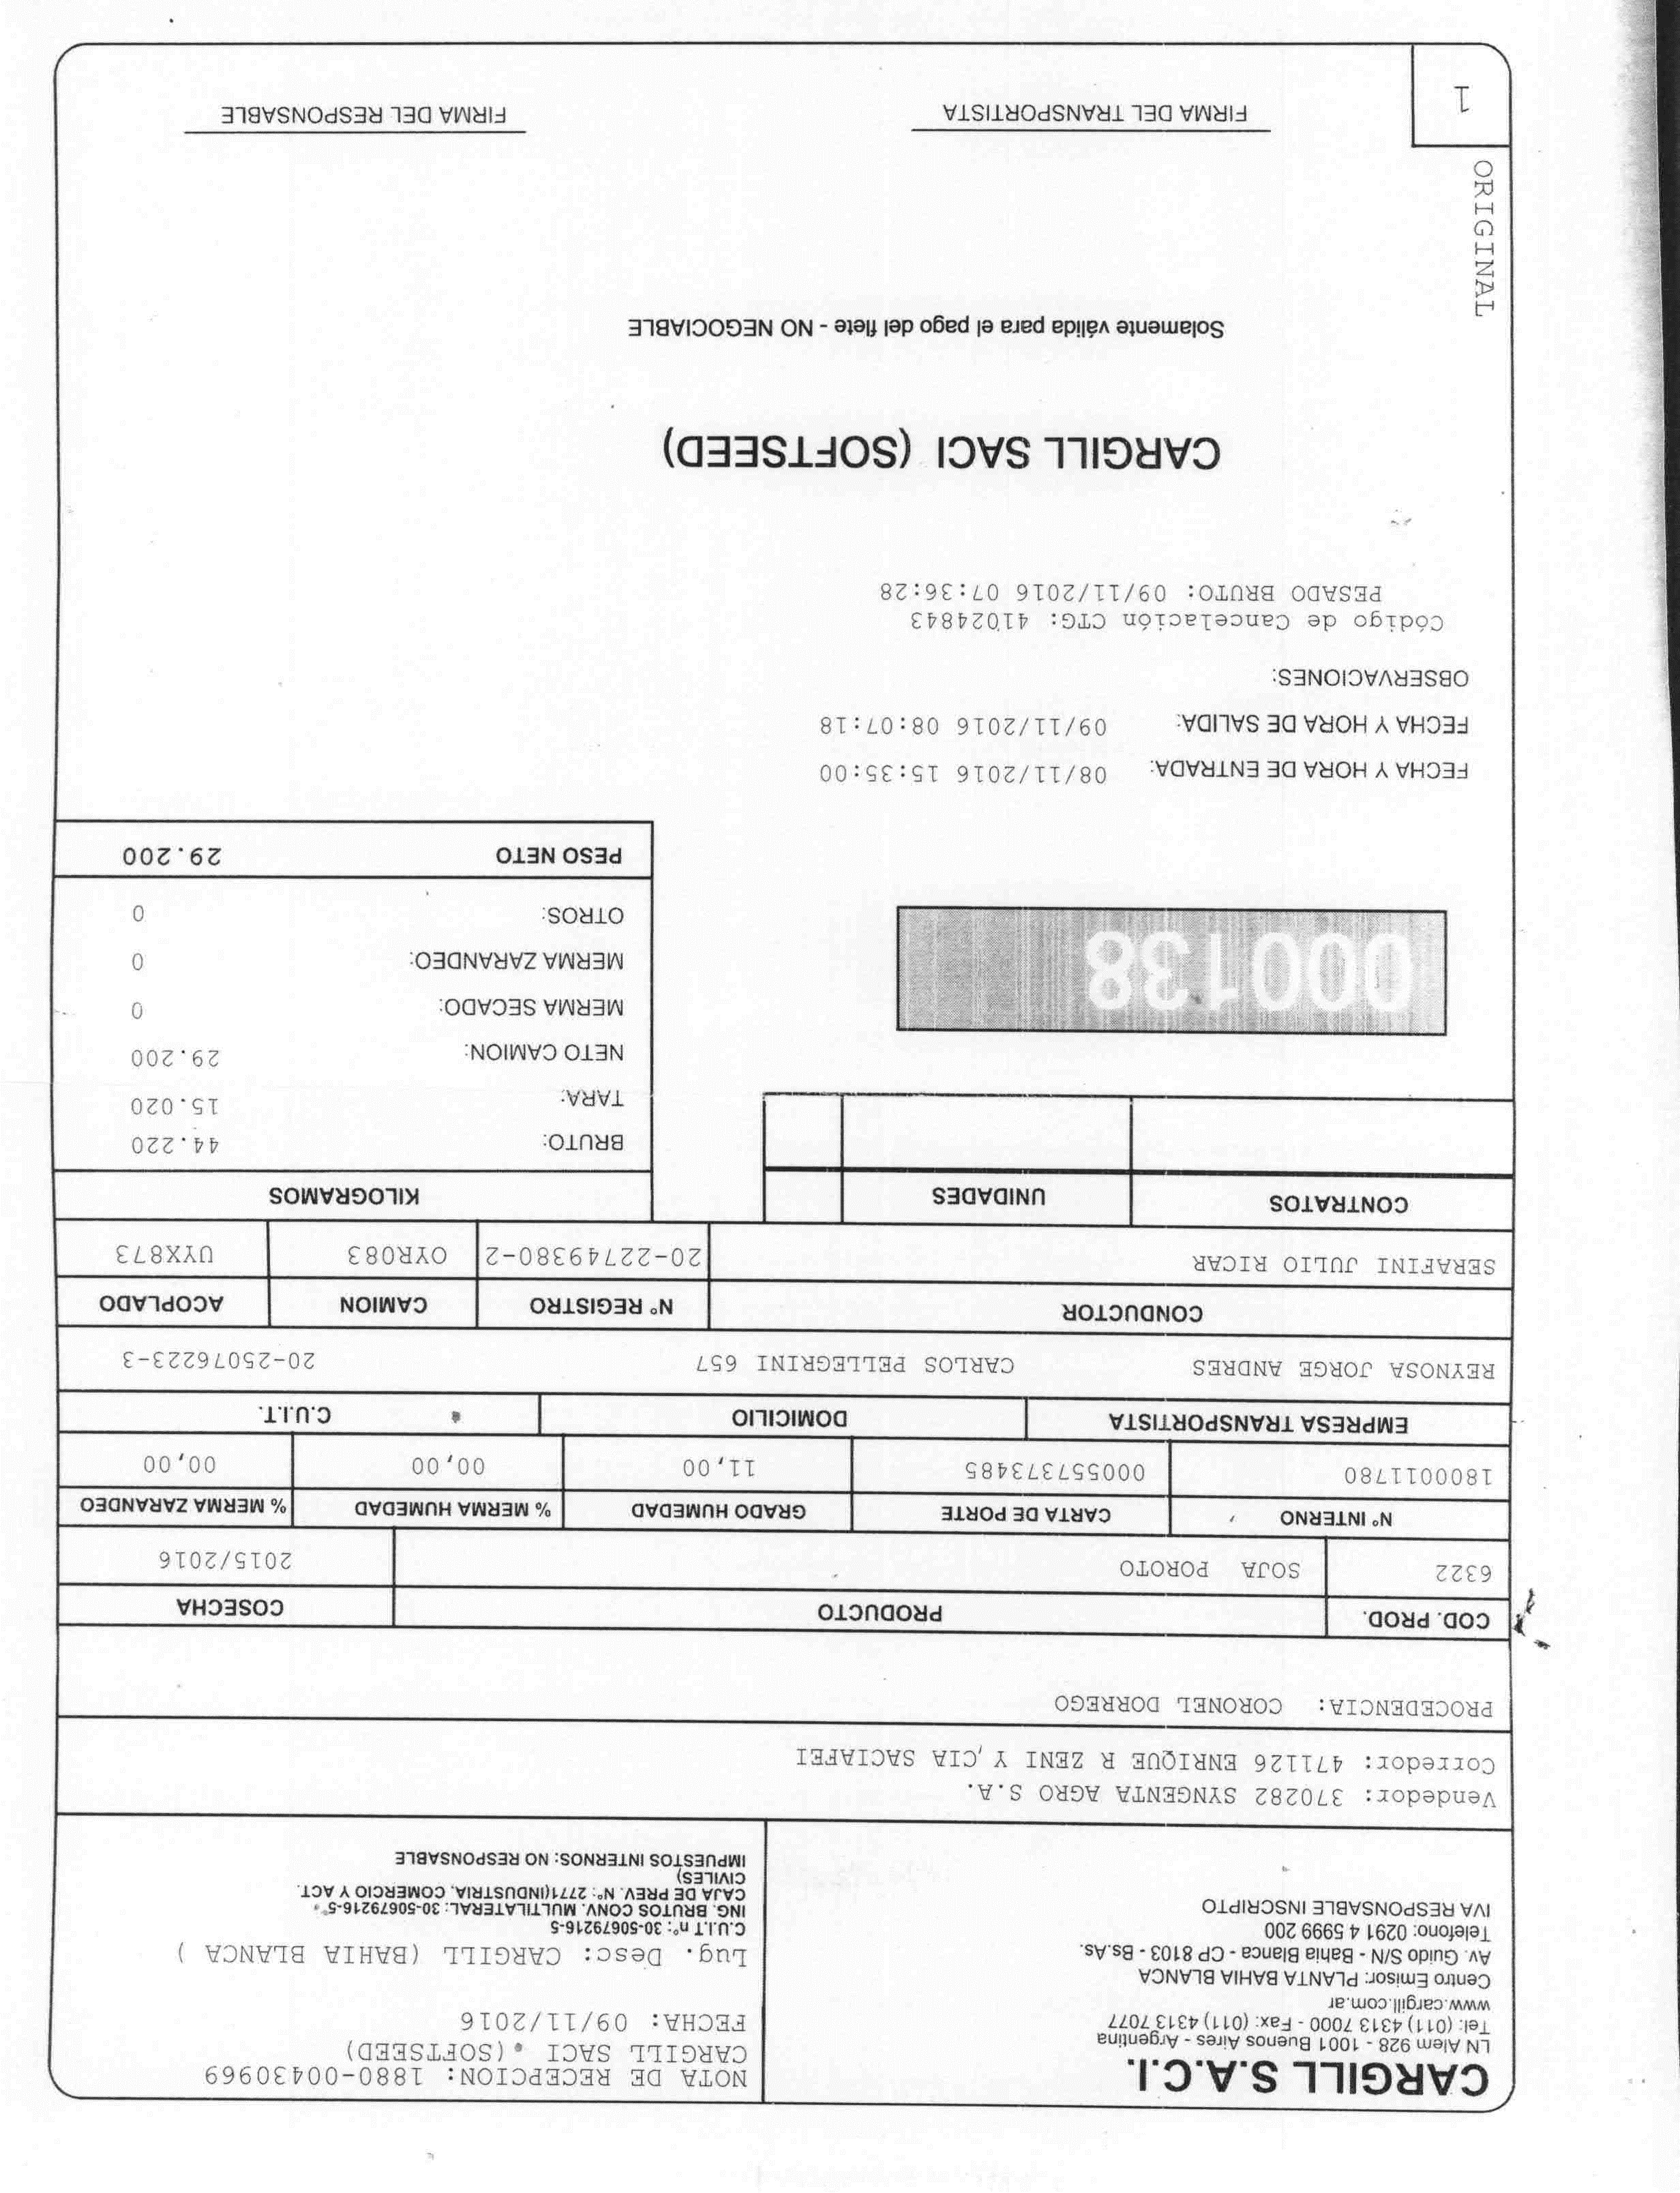 CARGILL S.A.C.I.
LN Alem 928 - 1001 Buenos Aires - Argentina
Tel: (011) 4313 7000 - Fax: (011) 4313 7077
www.cargill.com.ar
Centro Emisor: PLANTA BAHIA BLANCA
Av. Guido S/N - Bahia Blanca - CP 8103 - Bs.As.
Telefono: 0291 4 5999 200
IVA RESPONSABLE INSCRIPTO
NOTA DE RECEPCION: 1880-00430969
CARGILL SACI (SOFTSEED)
FECHA: 09/11/2016
Lug. Desc: CARGILL (BAHIA BLANCA )
C.U.I.T nº: 30-50679216-5
ING. BRUTOS CONV. MULTILATERAL: 30-50679216-5
CAJA DE PREV. Nº: 2771(INDUSTRIA, COMERCIO Y ACT.
CIVILES)
IMPUESTOS INTERNOS: NO RESPONSABLE
Vendedor: 370282 SYNGENTA AGRO S.A.
Corredor: 471126 ENRIQUE R ZENI Y CIA SACIAFEI
PROCEDENCIA: CORONEL DORREGO
COD. PROD. PRODUCTO COSECHA
6322 SOJA POROTO 2015/2016
Nº INTERNO CARTA DE PORTE GRADO HUMEDAD % MERMA HUMEDAD % MERMA ZARANDEO
1800011780 000557373485 11,00 00,00 00,00
EMPRESA TRANSPORTISTA DOMICILIO C.U.I.T.
REYNOSA JORGE ANDRES CARLOS PELLEGRINI 657 20-25076223-3
CONDUCTOR Nº REGISTRO CAMION ACOPLADO
SERAFINI JULIO RICAR 20-22749380-2 OYR083 UYX873
CONTRATOS UNIDADES
KILOGRAMOS
BRUTO: 44.220
TARA: 15.020
NETO CAMION: 29.200
MERMA SECADO: 0
MERMA ZARANDEO: 0
OTROS: 0
PESO NETO 29.200
000138
FECHA Y HORA DE ENTRADA: 08/11/2016 15:35:00
FECHA Y HORA DE SALIDA: 09/11/2016 08:07:18
OBSERVACIONES:
Código de Cancelación CTG: 41024843
PESADO BRUTO: 09/11/2016 07:36:28
CARGILL SACI (SOFTSEED)
Solamente válida para el pago del flete - NO NEGOCIABLE
ORIGINAL
1
FIRMA DEL TRANSPORTISTA
FIRMA DEL RESPONSABLE